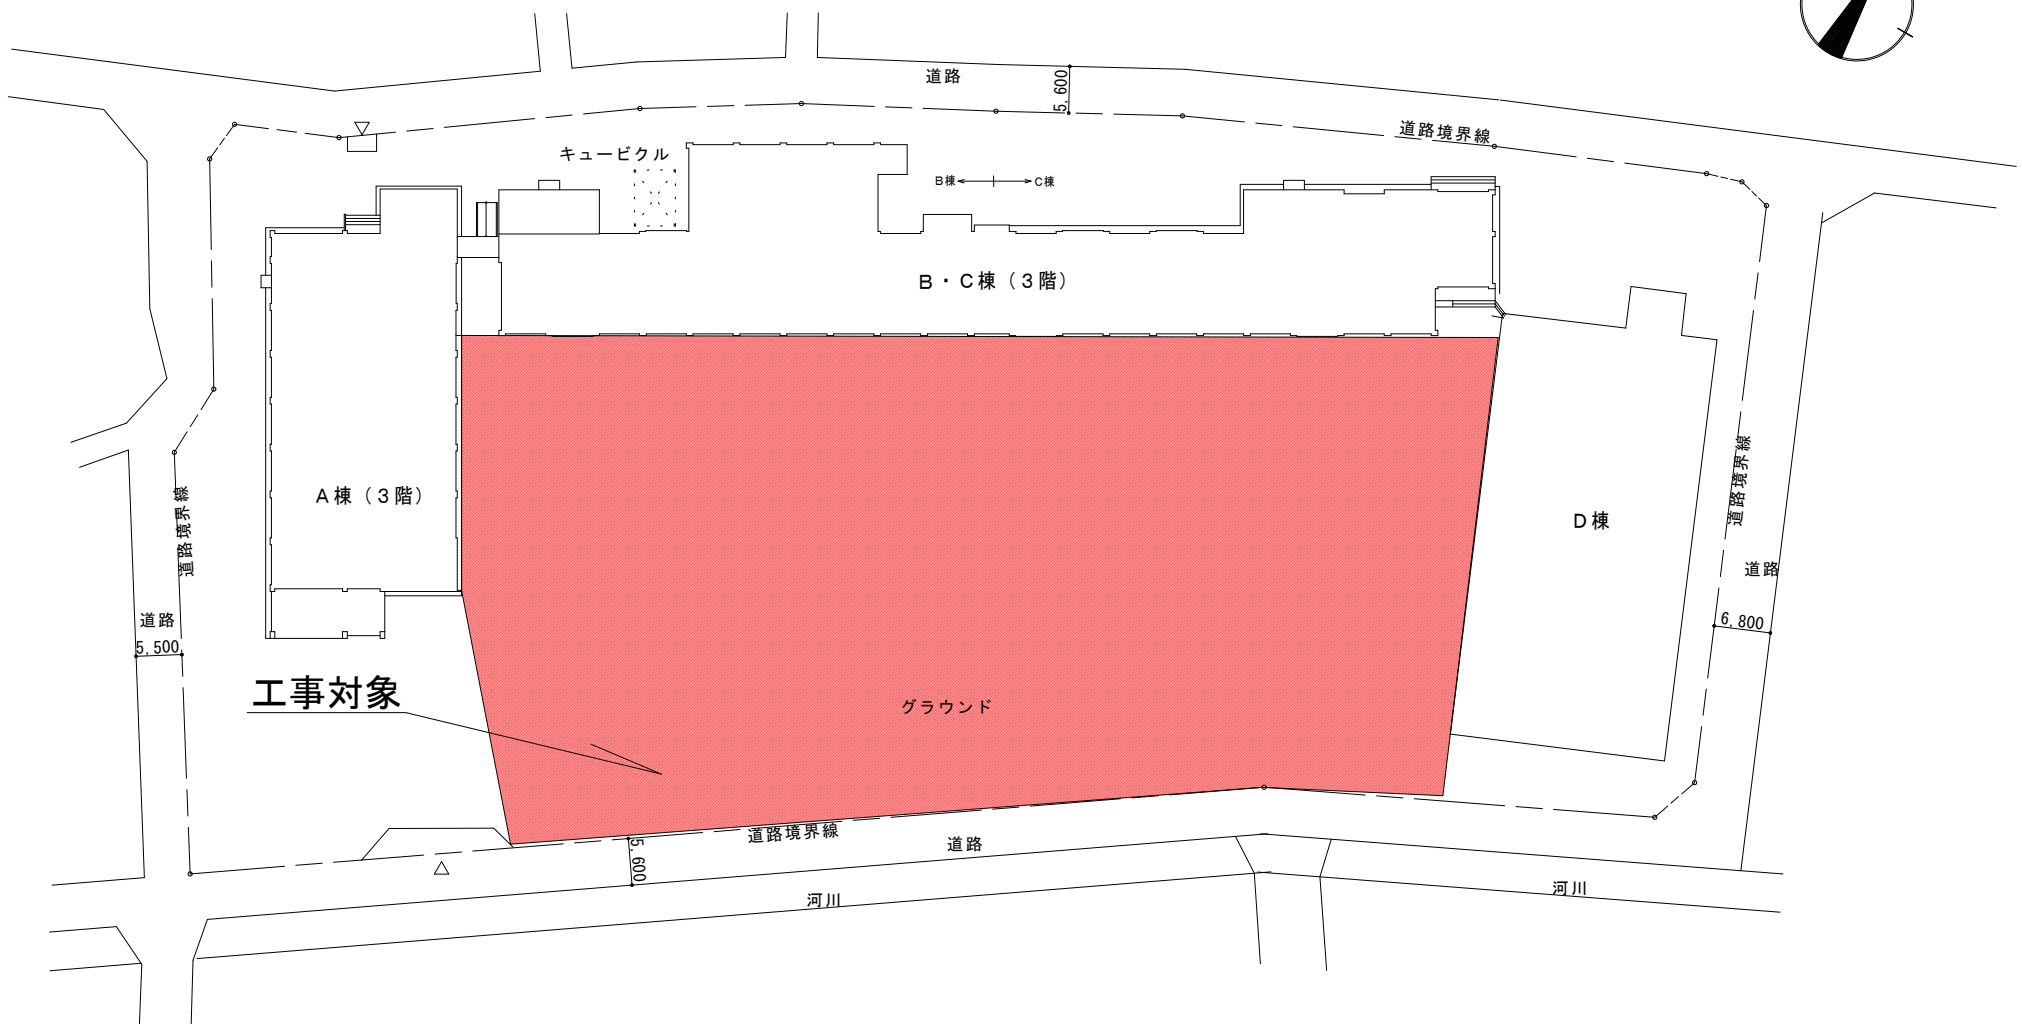 道路
5,600
道路境界線
キュービクル
B棟
C棟
B・C棟(3階)
A棟(3階)
道路境界線
D棟
道路境界線
道路
道路
5,500
6,800
工事対象
グラウンド
道路境界線
5,600
道路
河川
河川